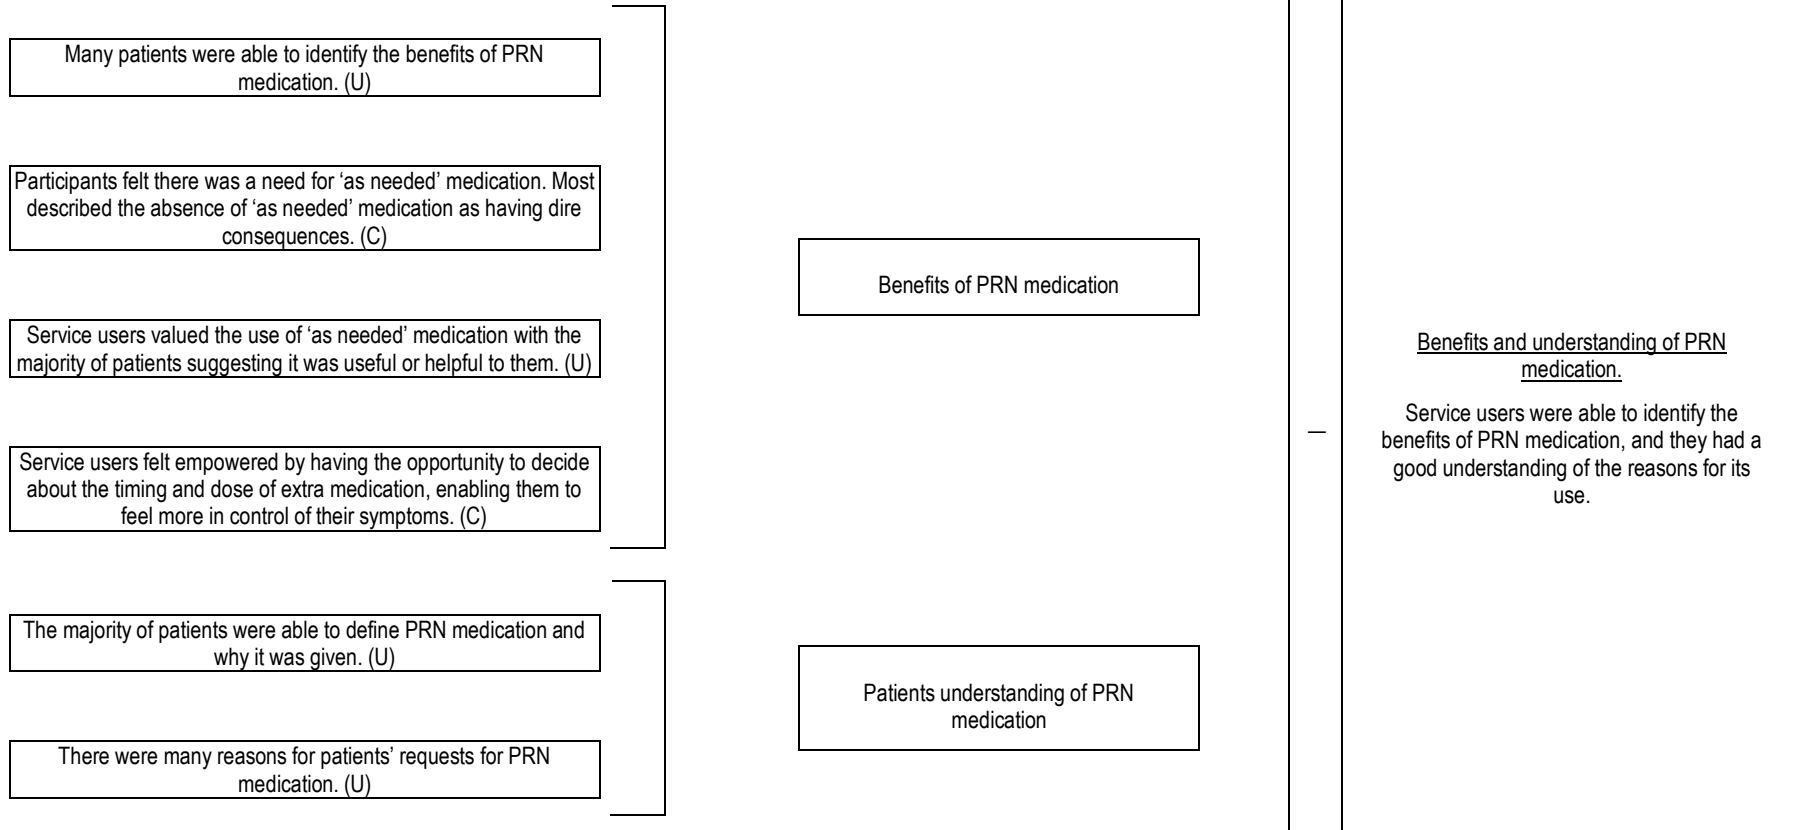 Many patients were able to identify the benefits of PRN
medication. (U)
Participants felt there was a need for ‘as needed’ medication. Most
described the absence of ‘as needed’ medication as having dire
consequences. (C)
Service users valued the use of ‘as needed’ medication with the
majority of patients suggesting it was useful or helpful to them. (U)
Service users felt empowered by having the opportunity to decide
about the timing and dose of extra medication, enabling them to
feel more in control of their symptoms. (C)
The majority of patients were able to define PRN medication and
why it was given. (U)
There were many reasons for patients’ requests for PRN
medication. (U)
Benefits of PRN medication
Patients understanding of PRN
medication
Benefits and understanding of PRN
medication.
Service users were able to identify the
benefits of PRN medication, and they had a
good understanding of the reasons for its
use.